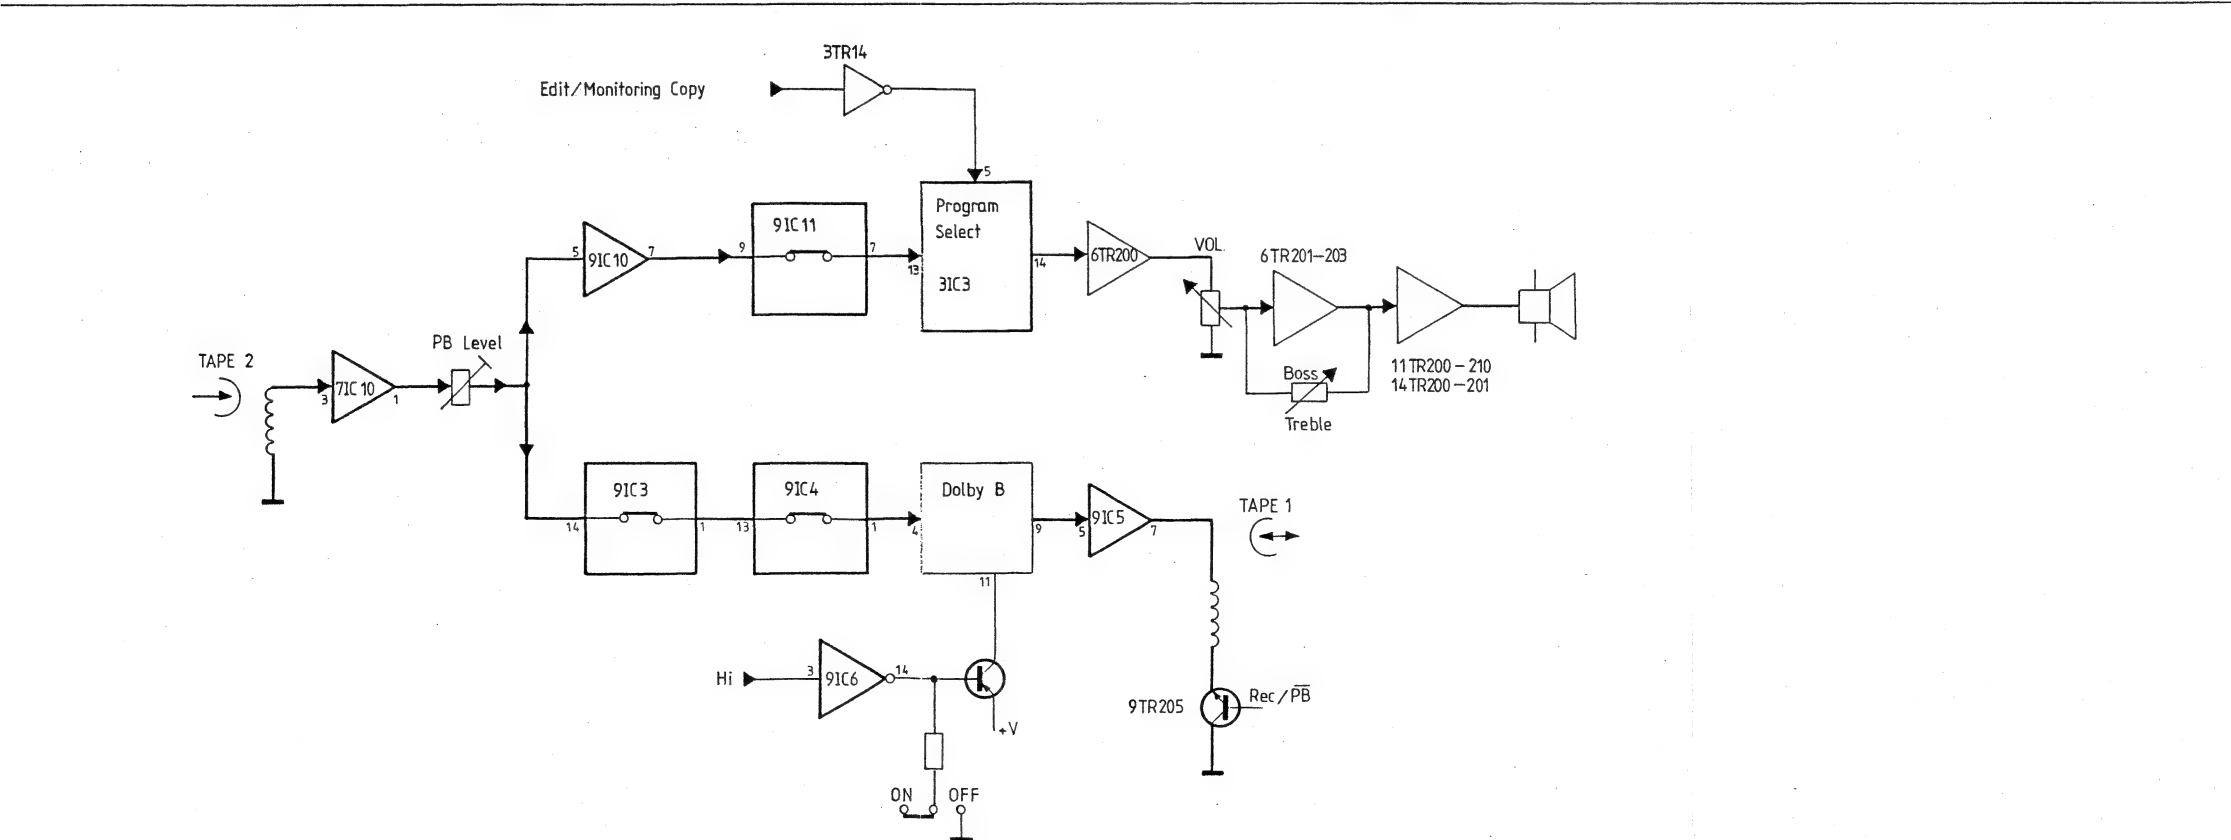 3TR14
Edit/Monitoring Copy
5
Program
Select
3IC3
9IC11
9
7
13
14
5
9IC10
7
6TR200
VOL.
6TR201-203
11TR200-210
14TR200-201
Boss
Treble
PB Level
TAPE 2
3
7IC10
1
9IC3
14
1
9IC4
13
1
Dolby B
4
9
11
5
9IC5
7
TAPE 1
Hi
3
9IC6
14
+V
9TR205
Rec/P̅B̅
ON
OFF